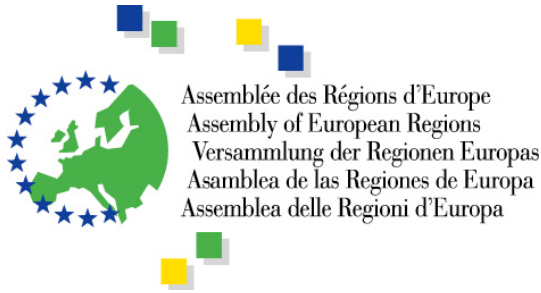 Assemblée des Régions d'Europe
Assembly of European Regions
Versammlung der Regionen Europas
Asamblea de las Regiones de Europa
Assemblea delle Regioni d'Europa